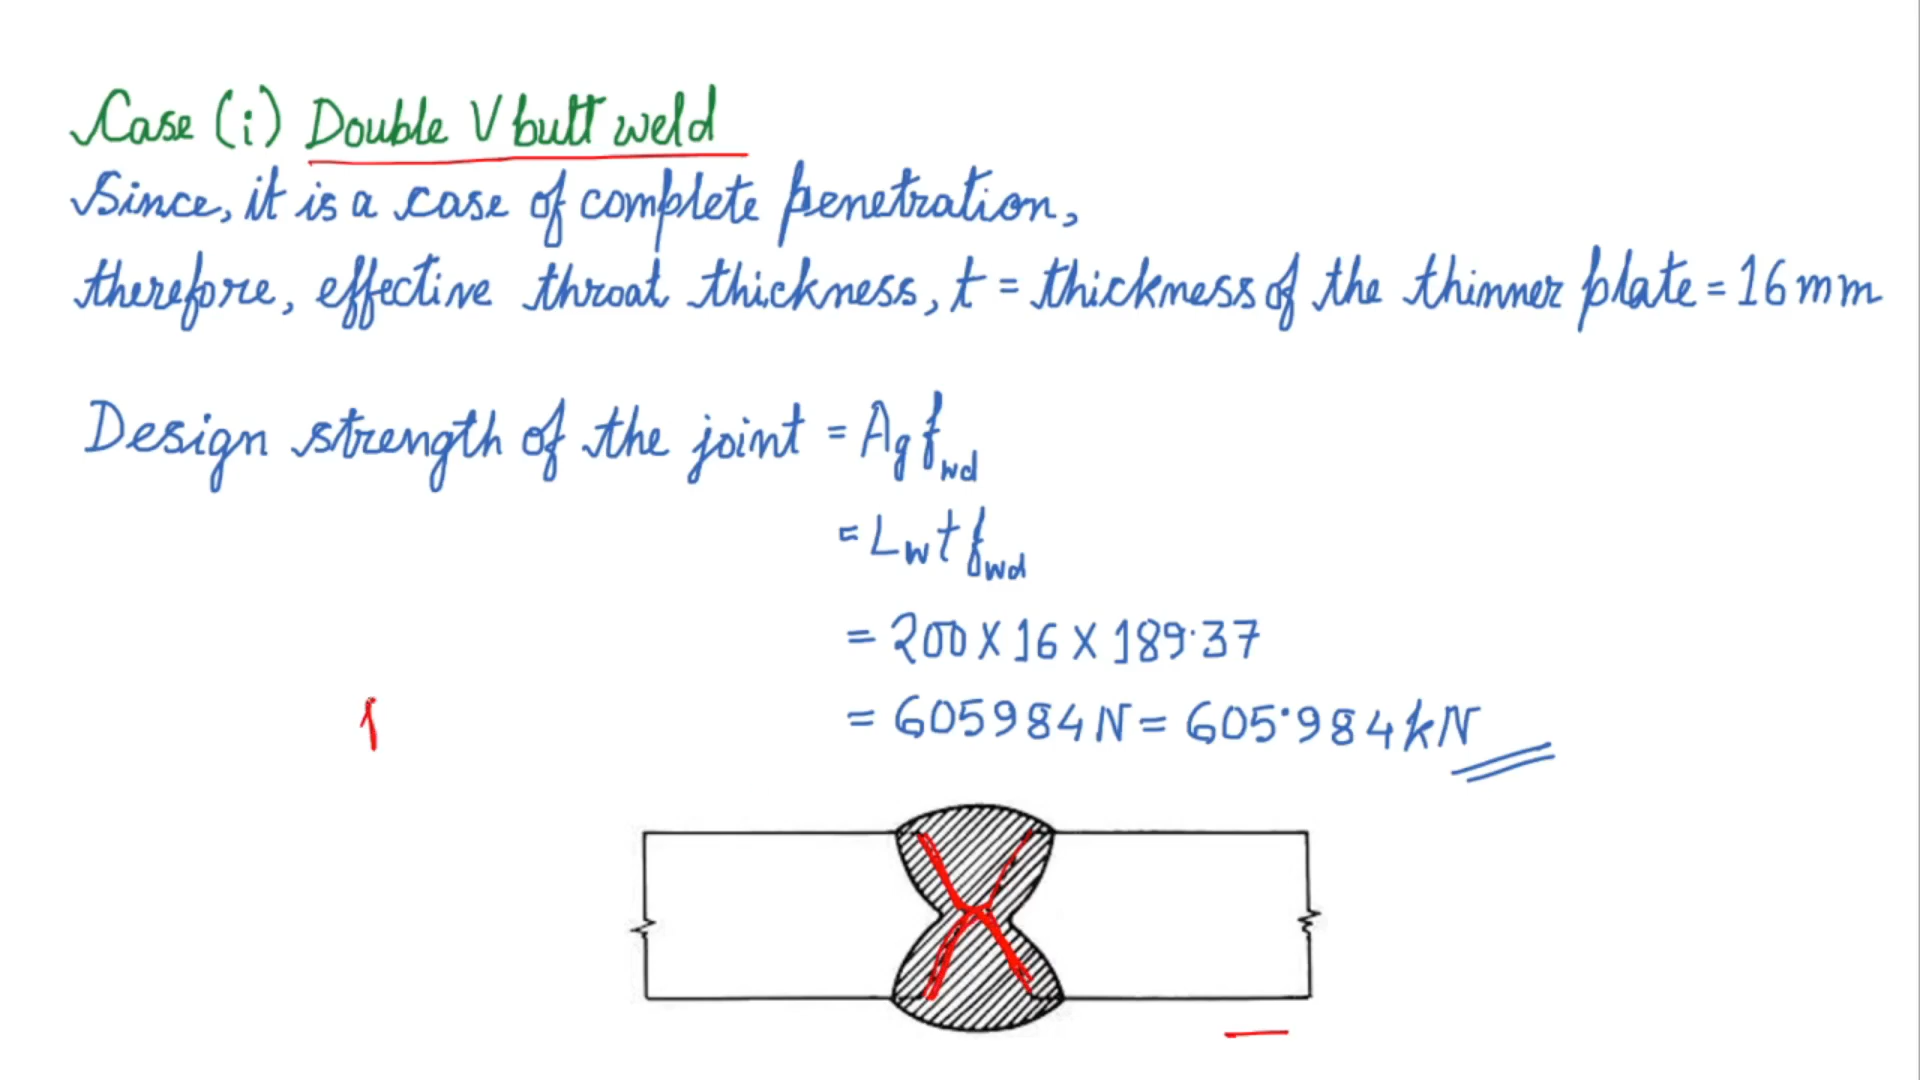 Case (i) Double V butt weld
Since, it is a case of complete penetration,
therefore, effective throat thickness, t = thickness of the thinner plate = 16 mm
Design strength of the joint = Ag fwd
= Lw t fwd
= 200 X 16 X 189.37
= 605984 N = 605.984 kN